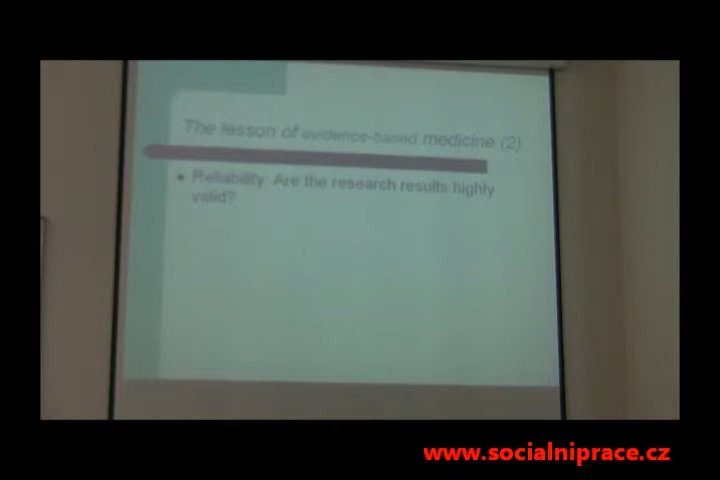 The lesson of evidence-based medicine (2)
• Reliability: Are the research results highly
valid?
www.socialniprace.cz